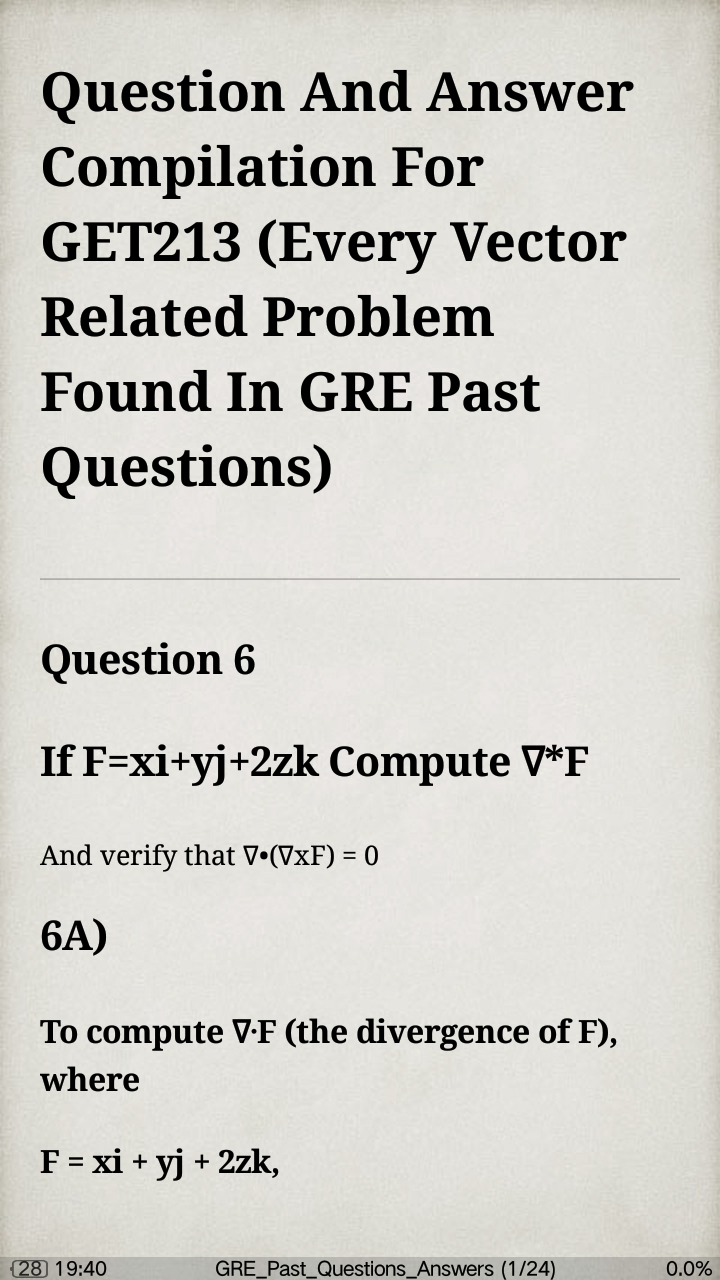 Question And Answer
Compilation For
GET213 (Every Vector
Related Problem
Found In GRE Past
Questions)
Question 6
If F=xi+yj+2zk Compute ∇*F
And verify that ∇•(∇xF) = 0
6A)
To compute ∇·F (the divergence of F),
where
F = xi + yj + 2zk,
28 19:40 GRE_Past_Questions_Answers (1/24) 0.0%